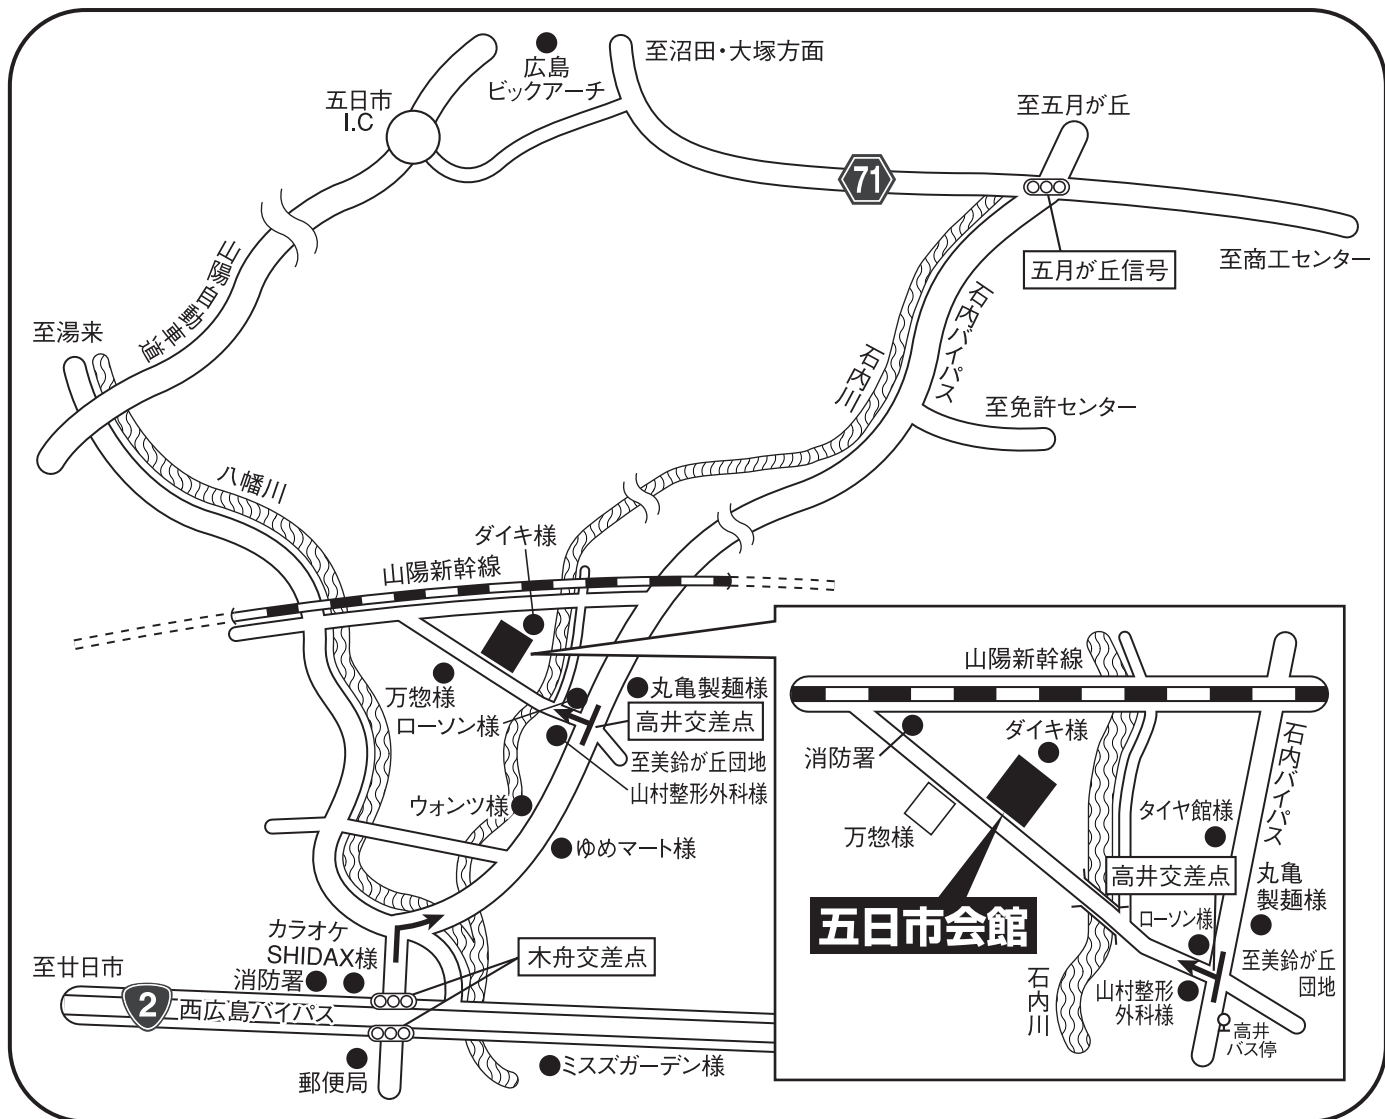 広島
ビックアーチ
至沼田・大塚方面
五日市
I.C
至五月が丘
71
五月が丘信号
至商工センター
山陽自動車道
至湯来
石内バイパス
石内川
至免許センター
八幡川
ダイキ様
山陽新幹線
万惣様
ローソン様
丸亀製麺様
高井交差点
至美鈴が丘団地
山村整形外科様
ウォンツ様
ゆめマート様
カラオケ
SHIDAX様
消防署
木舟交差点
至廿日市
2
西広島バイパス
郵便局
ミスズガーデン様
山陽新幹線
消防署
ダイキ様
石内バイパス
万惣様
タイヤ館様
高井交差点
丸亀
製麺様
五日市会館
ローソン様
至美鈴が丘
団地
石内川
山村整形
外科様
高井
バス停